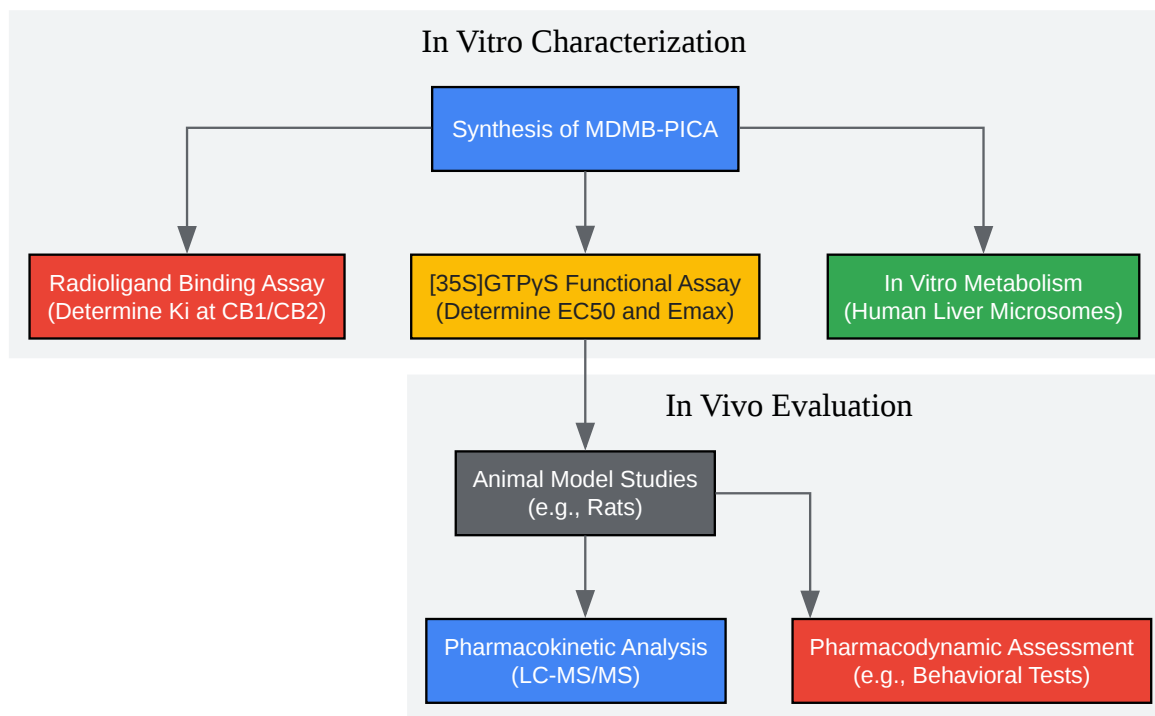 In Vitro Characterization
Synthesis of MDMB-PICA
Radioligand Binding Assay
(Determine Ki at CB1/CB2)
[35S]GTPγS Functional Assay
(Determine EC50 and Emax)
In Vitro Metabolism
(Human Liver Microsomes)
In Vivo Evaluation
Animal Model Studies
(e.g., Rats)
Pharmacokinetic Analysis
(LC-MS/MS)
Pharmacodynamic Assessment
(e.g., Behavioral Tests)